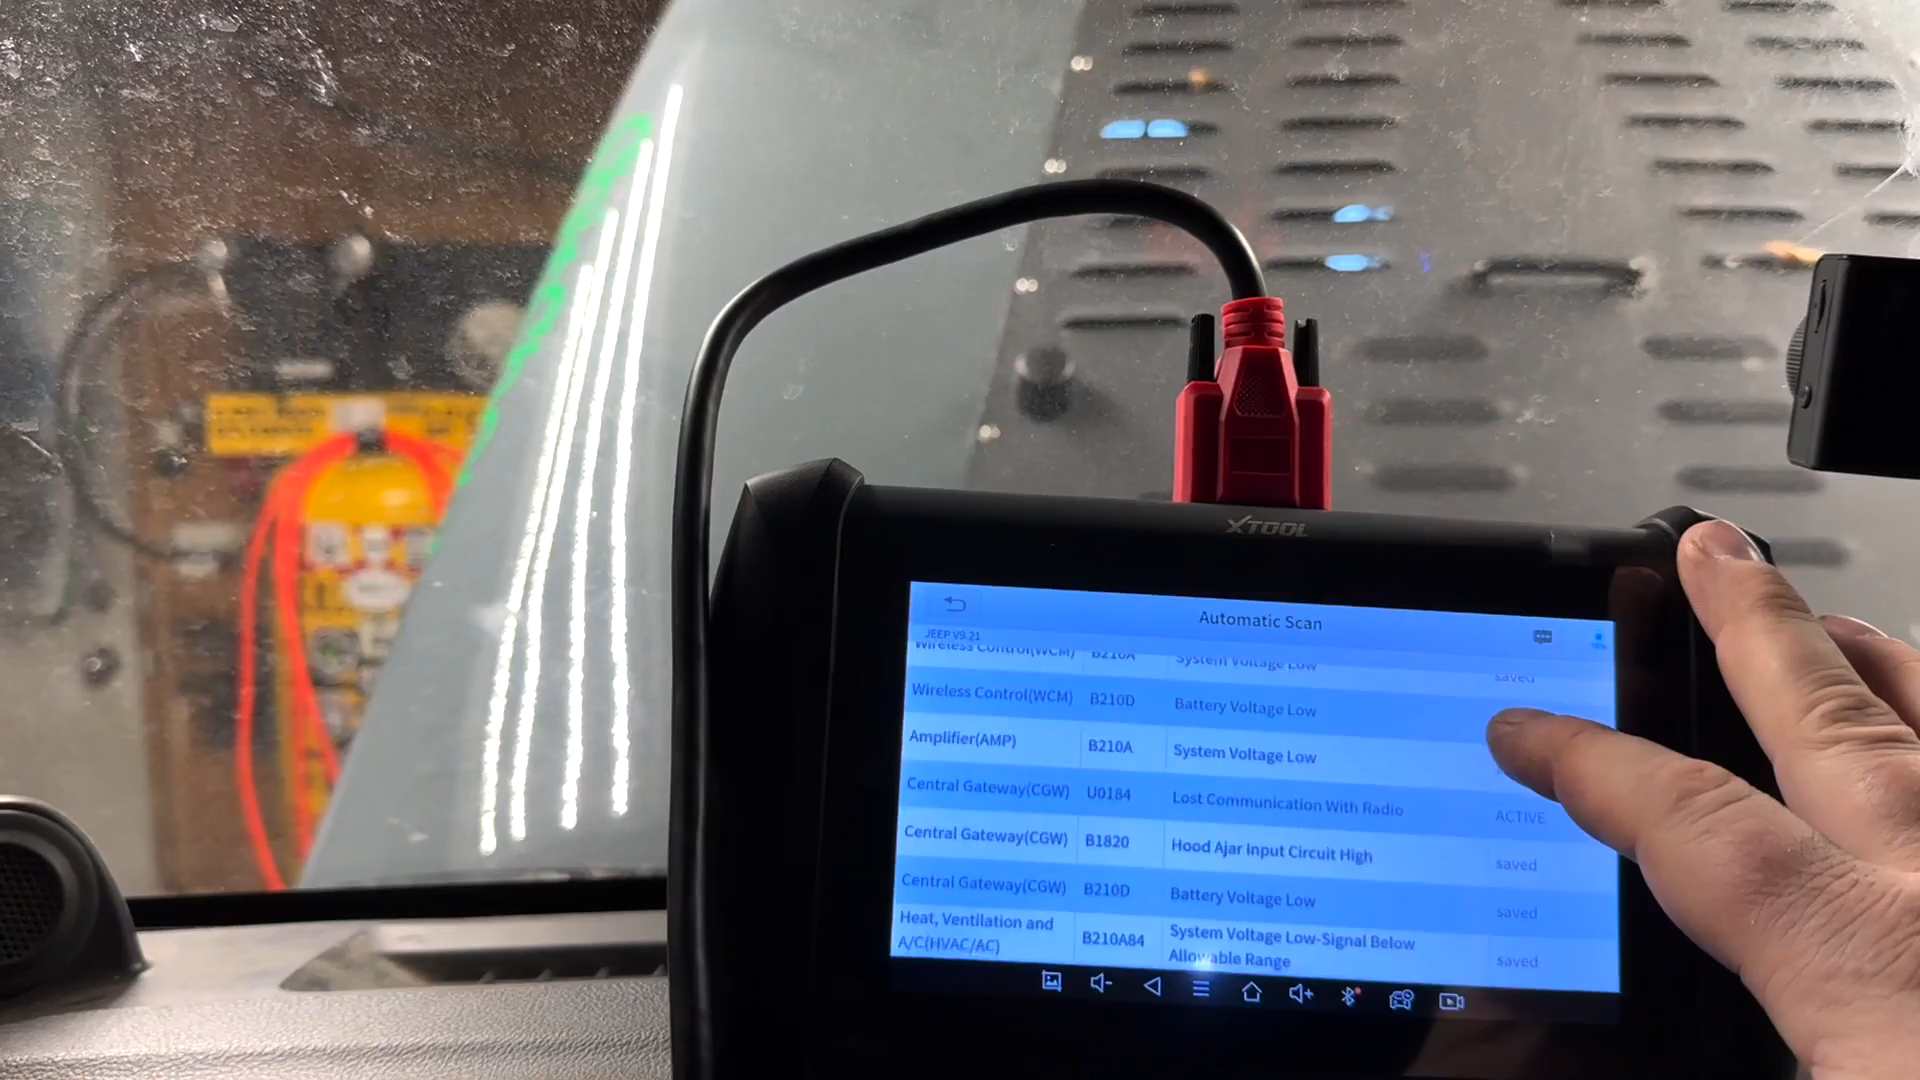 XTOOL
Automatic Scan
JEEP V9.21
Wireless Control(WCM) B210A System Voltage Low saved
Wireless Control(WCM) B210D Battery Voltage Low
Amplifier(AMP) B210A System Voltage Low
Central Gateway(CGW) U0184 Lost Communication With Radio ACTIVE
Central Gateway(CGW) B1820 Hood Ajar Input Circuit High saved
Central Gateway(CGW) B210D Battery Voltage Low saved
Heat, Ventilation and A/C(HVAC/AC) B210A84 System Voltage Low-Signal Below Allowable Range saved